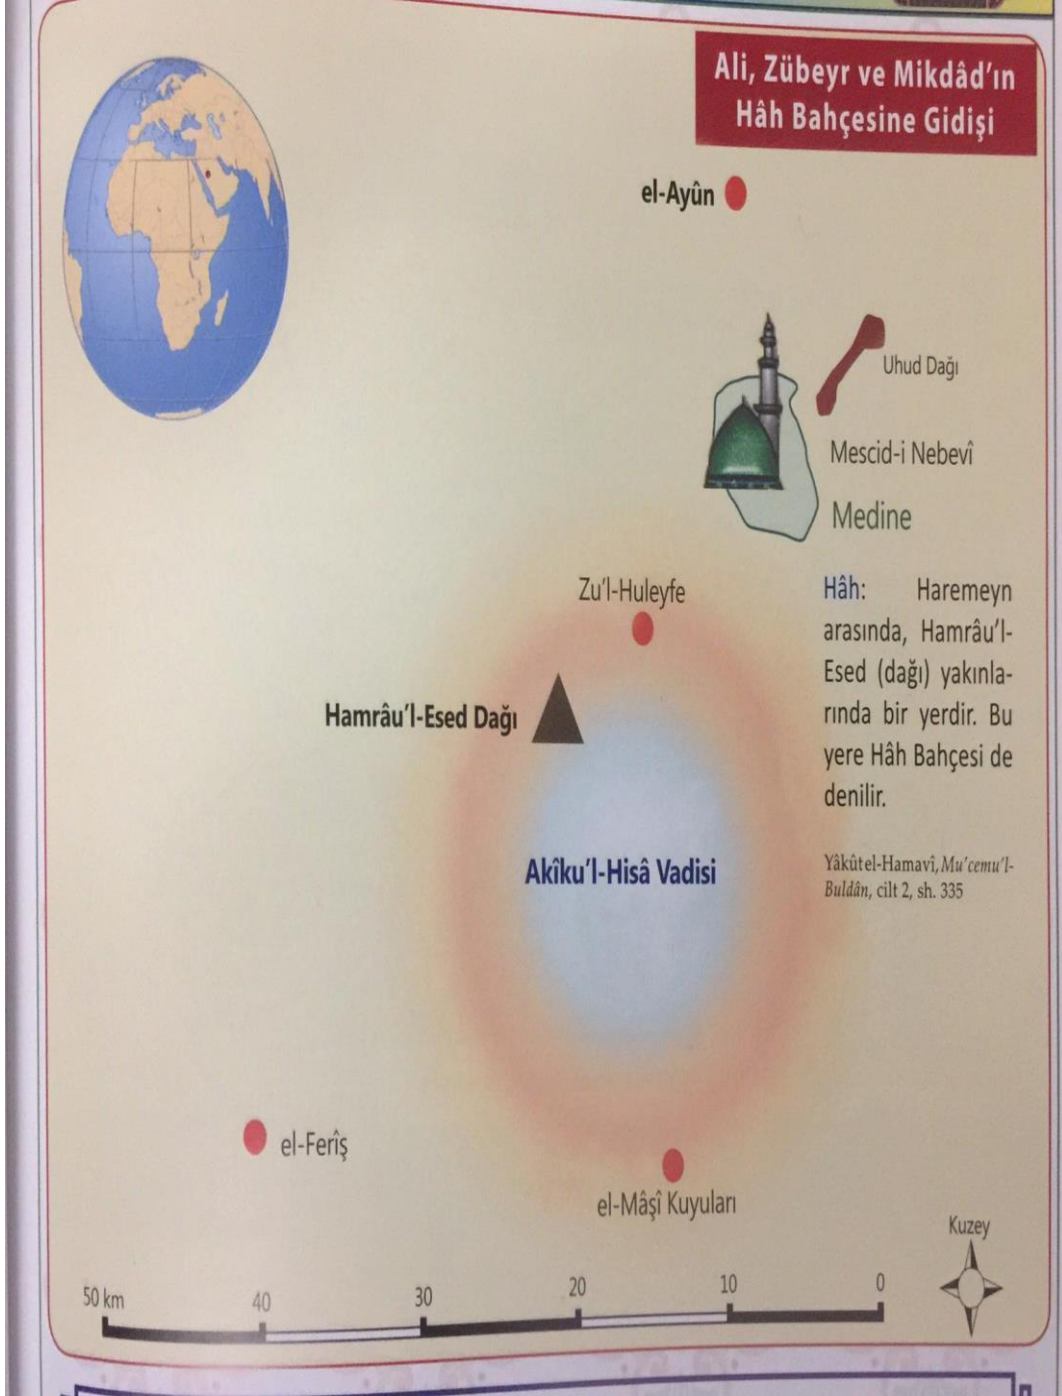 Ali, Zübeyr ve Mikdâd'ın
Hâh Bahçesine Gidişi
el-Ayûn
Uhud Dağı
Mescid-i Nebevî
Medine
Zu'l-Huleyfe
Hamrâu'l-Esed Dağı
Hâh: Haremeyn
arasında, Hamrâu'l-
Esed (dağı) yakınla-
rında bir yerdir. Bu
yere Hâh Bahçesi de
denilir.
Akîku'l-Hisâ Vadisi
Yâkût el-Hamavî, Mu'cemu'l-
Buldân, cilt 2, sh. 335
el-Ferîş
el-Mâşî Kuyuları
Kuzey
50 km 40 30 20 10 0